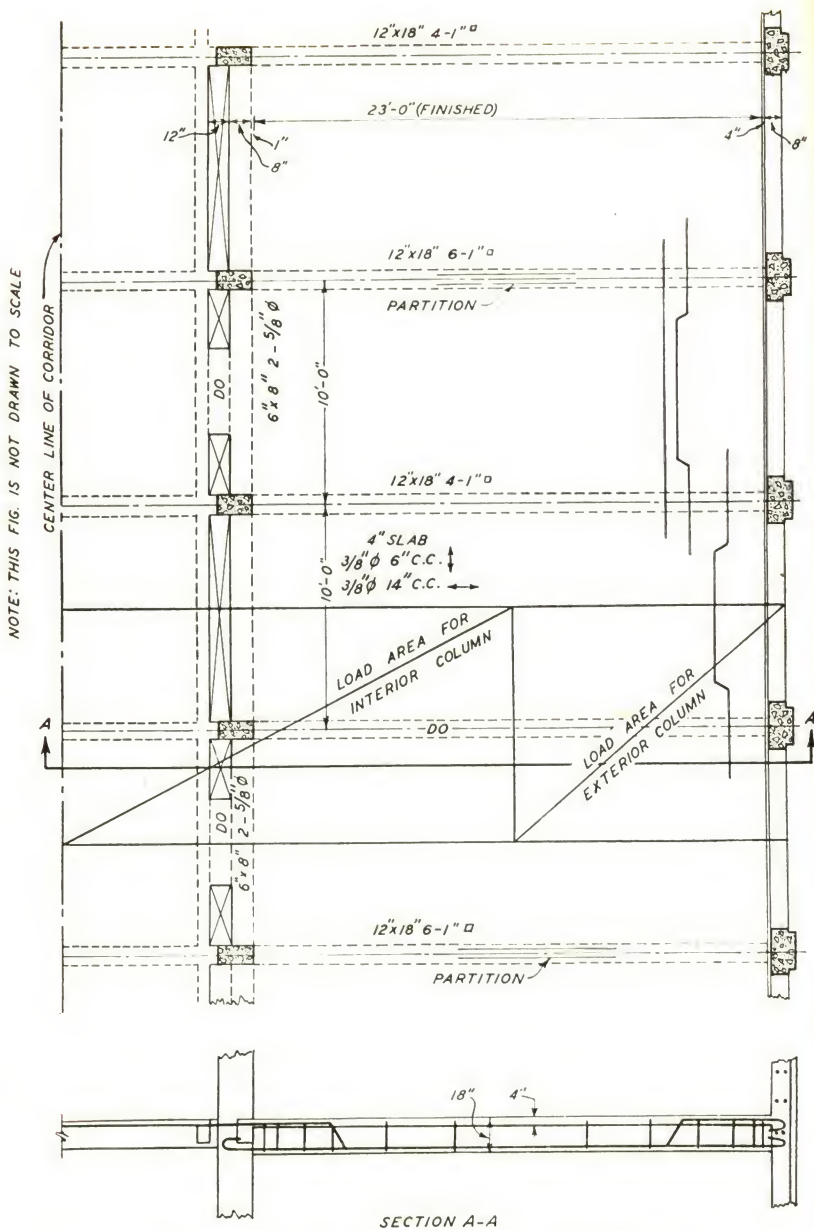 12"x18" 4-1"□
23'-0" (FINISHED)
12"
1"
8"
4"
8"
NOTE: THIS FIG. IS NOT DRAWN TO SCALE
CENTER LINE OF CORRIDOR
12"x18" 6-1"□
PARTITION
6"x8" 2-5/8"Ø
DO
10'-0"
12"x18" 4-1"□
4" SLAB
3/8"Ø 6" C.C.
3/8"Ø 14" C.C.
10'-0"
LOAD AREA FOR
INTERIOR COLUMN
LOAD AREA FOR
EXTERIOR COLUMN
A
DO
A
DO
6"x8" 2-5/8"Ø
12"x18" 6-1"□
PARTITION
18"
4"
SECTION A-A